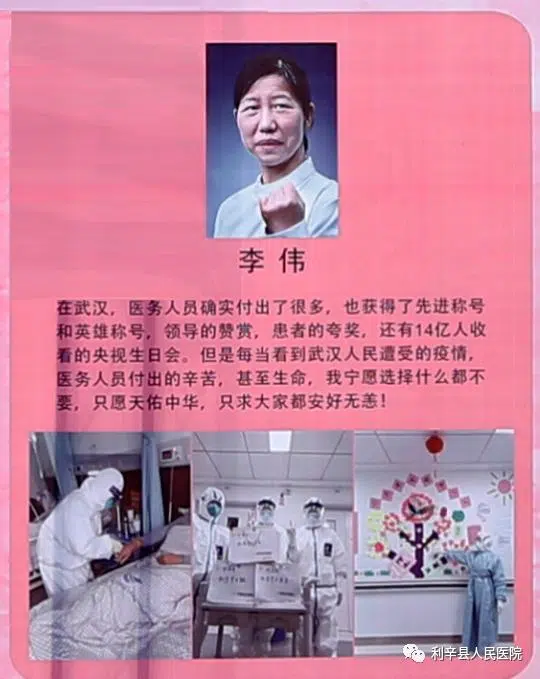 李伟
在武汉，医务人员确实付出了很多，也获得了先进称号
和英雄称号，领导的赞赏，患者的夸奖，还有14亿人收
看的央视生日会。但是每当看到武汉人民遭受的疫情，
医务人员付出的辛苦，甚至生命，我宁愿选择什么都不
要，只愿天佑中华，只求大家都安好无恙！
利辛县人民医院